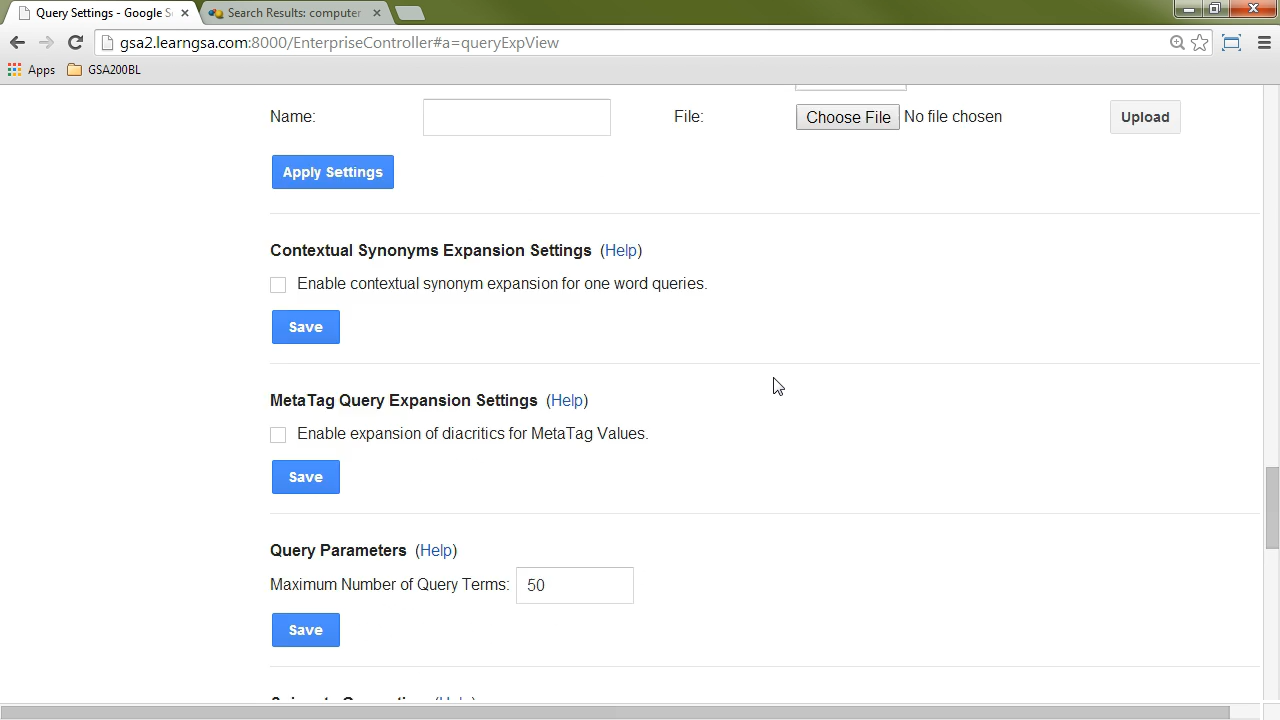 Query Settings - Google S
Search Results: computer
gsa2.learngsa.com:8000/EnterpriseController#a=queryExpView
Apps GSA200BL
Name: File: Choose File No file chosen Upload
Apply Settings
Contextual Synonyms Expansion Settings (Help)
Enable contextual synonym expansion for one word queries.
Save
MetaTag Query Expansion Settings (Help)
Enable expansion of diacritics for MetaTag Values.
Save
Query Parameters (Help)
Maximum Number of Query Terms: 50
Save